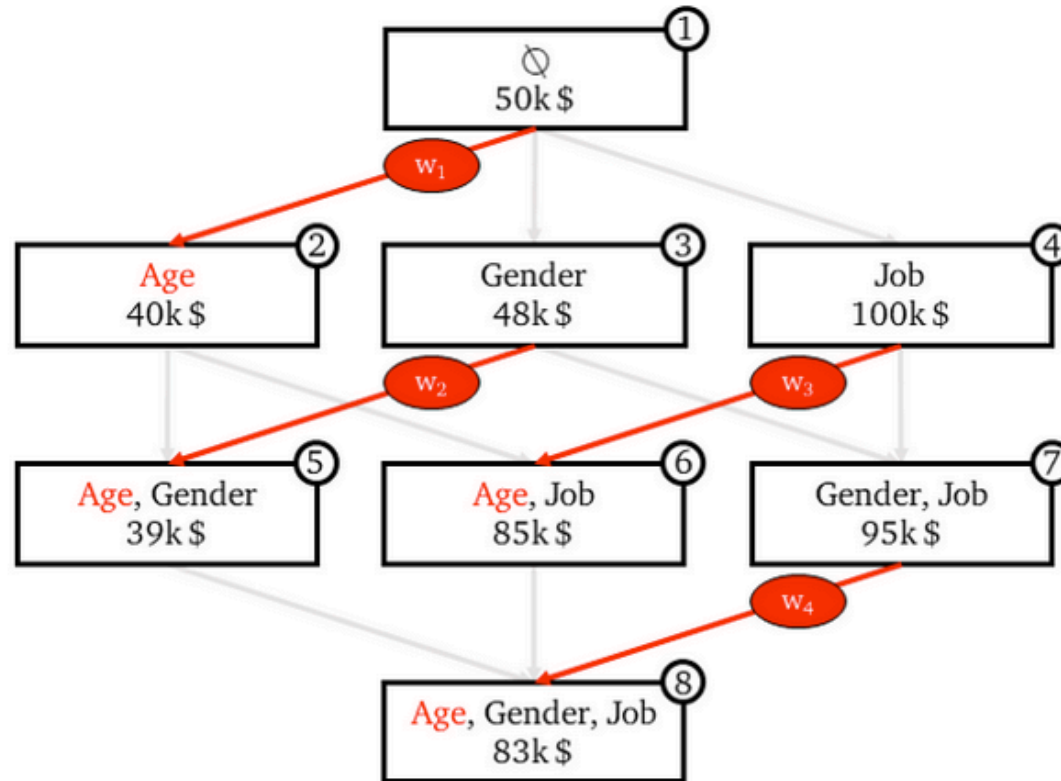 1
∅
50k $
w₁
2
Age
40k $
3
Gender
48k $
4
Job
100k $
w₂
w₃
5
Age, Gender
39k $
6
Age, Job
85k $
7
Gender, Job
95k $
w₄
8
Age, Gender, Job
83k $